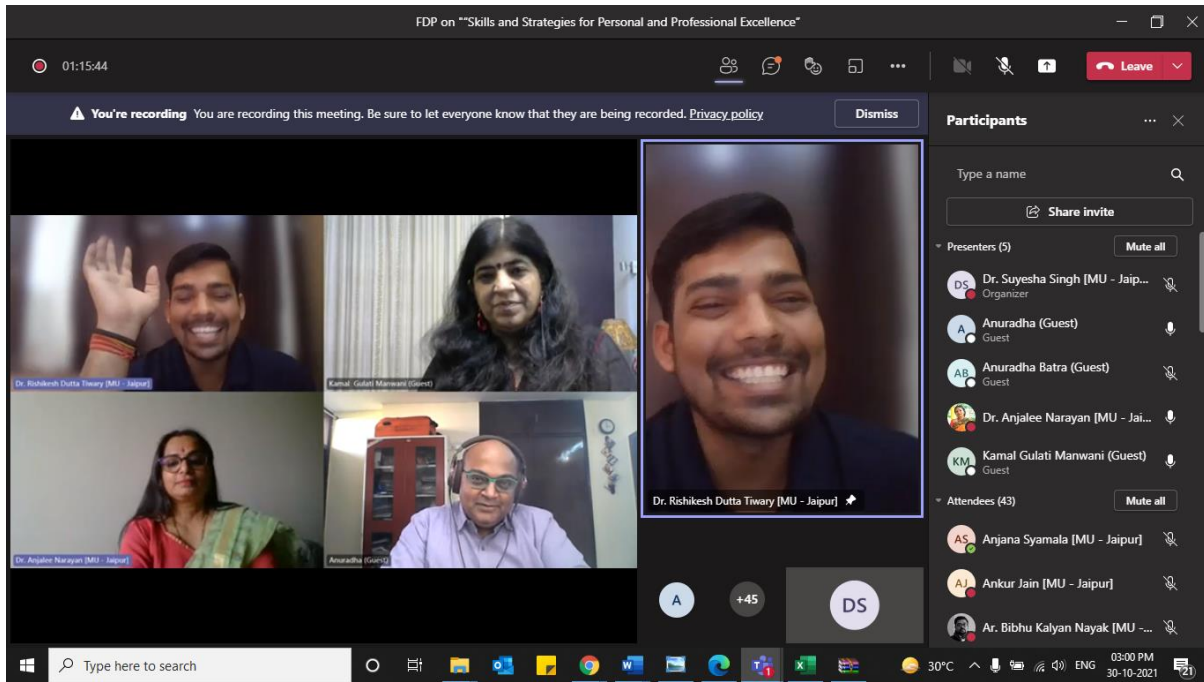 FDP on ""Skills and Strategies for Personal and Professional Excellence"
01:15:44
Leave
You're recording You are recording this meeting. Be sure to let everyone know that they are being recorded. Privacy policy
Dismiss
Dr. Rishikesh Dutta Tiwary [MU - Jaipur]
Kamal Gulati Manwani (Guest)
Dr. Anjalee Narayan [MU - Jaipur]
Anuradha (Guest)
Dr. Rishikesh Dutta Tiwary [MU - Jaipur]
A
+45
DS
Participants
Type a name
Share invite
Presenters (5)
Mute all
DS
Dr. Suyesha Singh [MU - Jaip...
Organizer
A
Anuradha (Guest)
Guest
AB
Anuradha Batra (Guest)
Guest
Dr. Anjalee Narayan [MU - Jai...
KM
Kamal Gulati Manwani (Guest)
Guest
Attendees (43)
Mute all
AS
Anjana Syamala [MU - Jaipur]
AJ
Ankur Jain [MU - Jaipur]
Ar. Bibhu Kalyan Nayak [MU -...
Type here to search
1
30°C
ENG
03:00 PM
30-10-2021
21